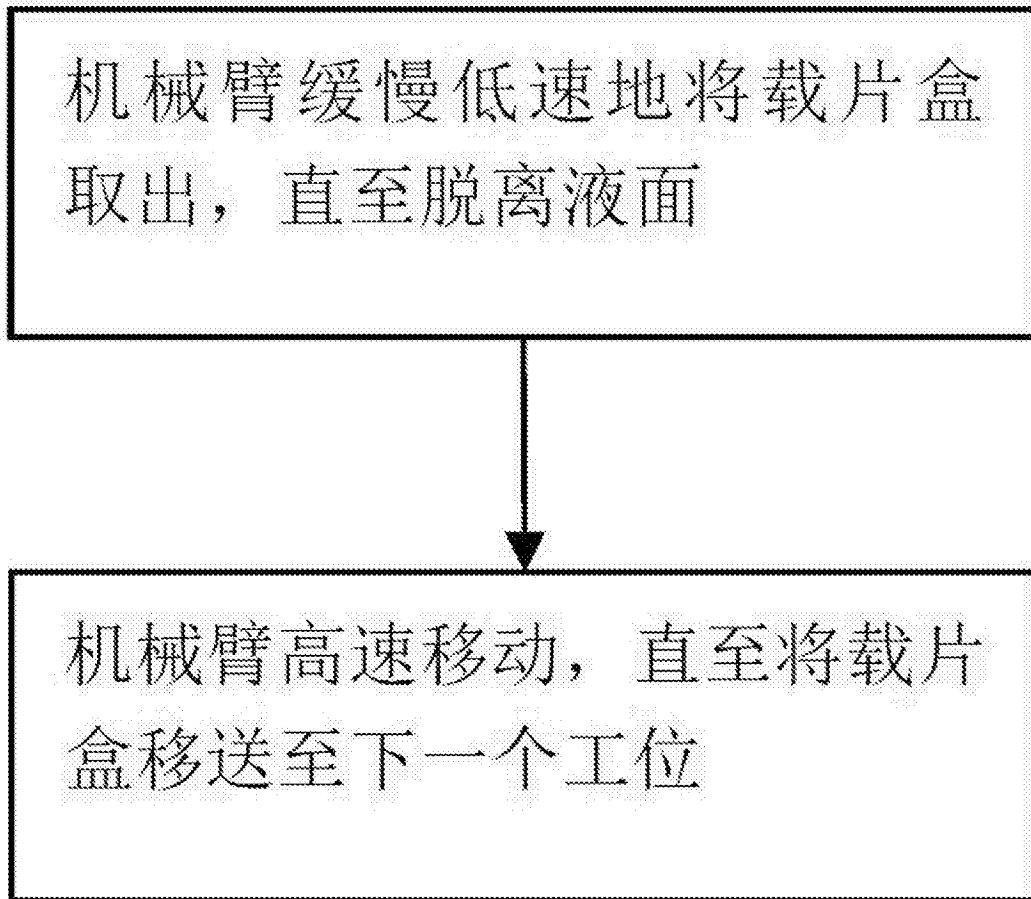 机械臂缓慢低速地将载片盒
取出，直至脱离液面
机械臂高速移动，直至将载片
盒移送至下一个工位